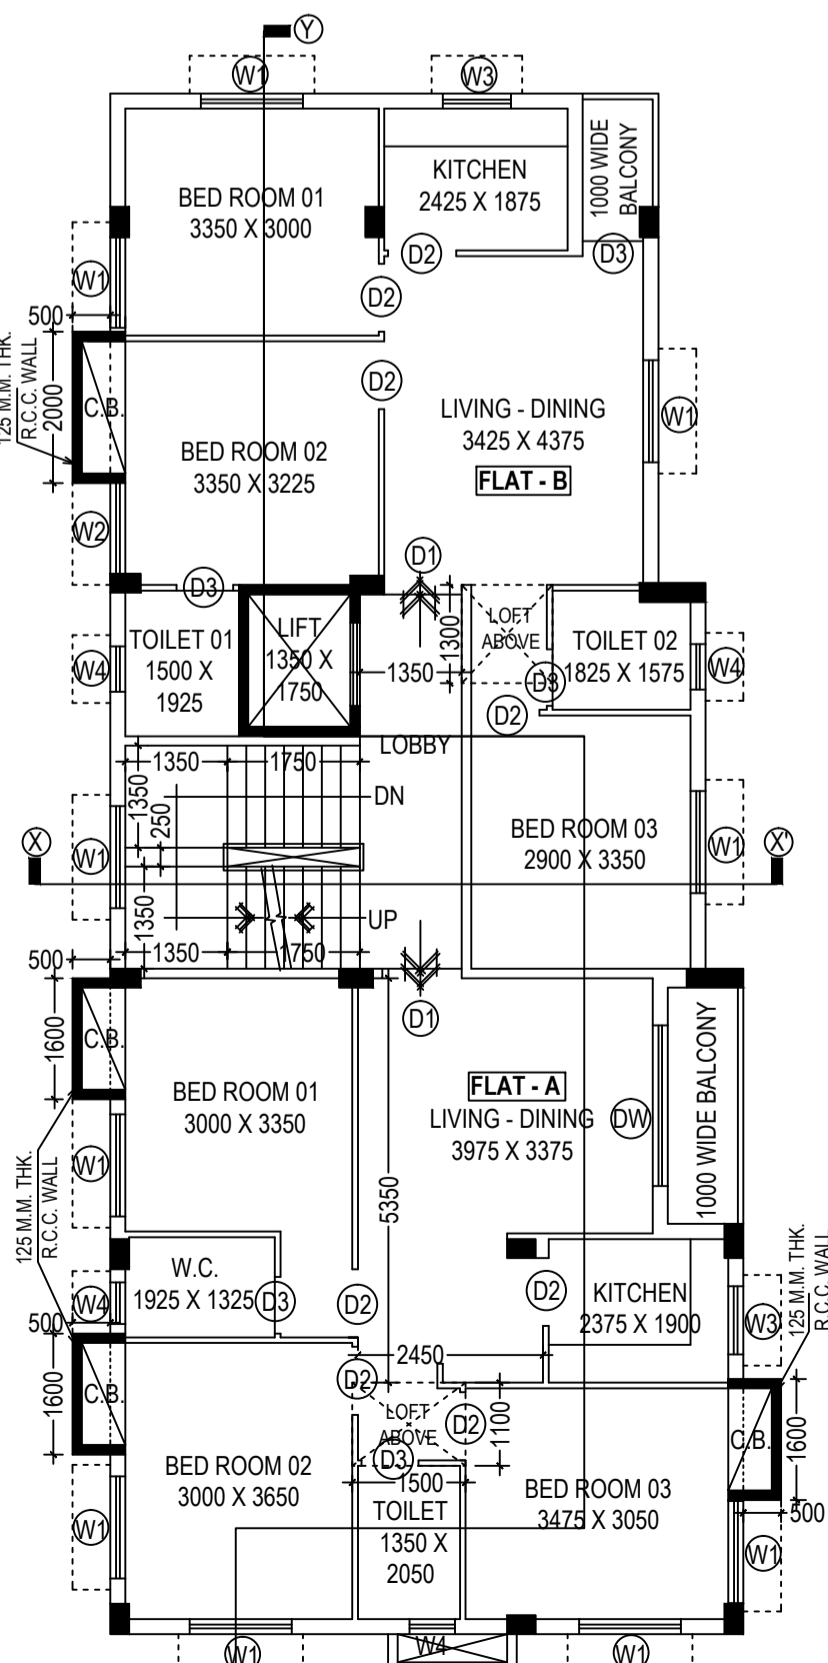 Y
W1
W3
BED ROOM 01
3350 X 3000
KITCHEN
2425 X 1875
1000 WIDE
BALCONY
D2
D3
W1
D2
500
125 M.M. THK.
R.C.C. WALL
2000
C.B.
D2
LIVING - DINING
3425 X 4375
W1
FLAT - B
BED ROOM 02
3350 X 3225
W2
D3
D1
TOILET 01
1500 X
1925
W4
LIFT
1350 X
1750
1350
1300
LOFT
ABOVE
TOILET 02
1825 X 1575
W4
D3
D2
LOBBY
1350
1750
1350
250
DN
W1
BED ROOM 03
2900 X 3350
W1
X
X'
1350
UP
1350
1750
500
D1
1600
C.B.
BED ROOM 01
3000 X 3350
FLAT - A
LIVING - DINING
3975 X 3375
DW
1000 WIDE BALCONY
W1
5350
125 M.M. THK.
R.C.C. WALL
W.C.
1925 X 1325
W4
D3
D2
D2
KITCHEN
2375 X 1900
W3
125 M.M. THK.
R.C.C. WALL
500
2450
1600
C.B.
D2
LOFT
ABOVE
D2
1100
D3
1500
C.B.
1600
BED ROOM 02
3000 X 3650
TOILET
1350 X
2050
BED ROOM 03
3475 X 3050
500
W1
W1
W1
W4
W1